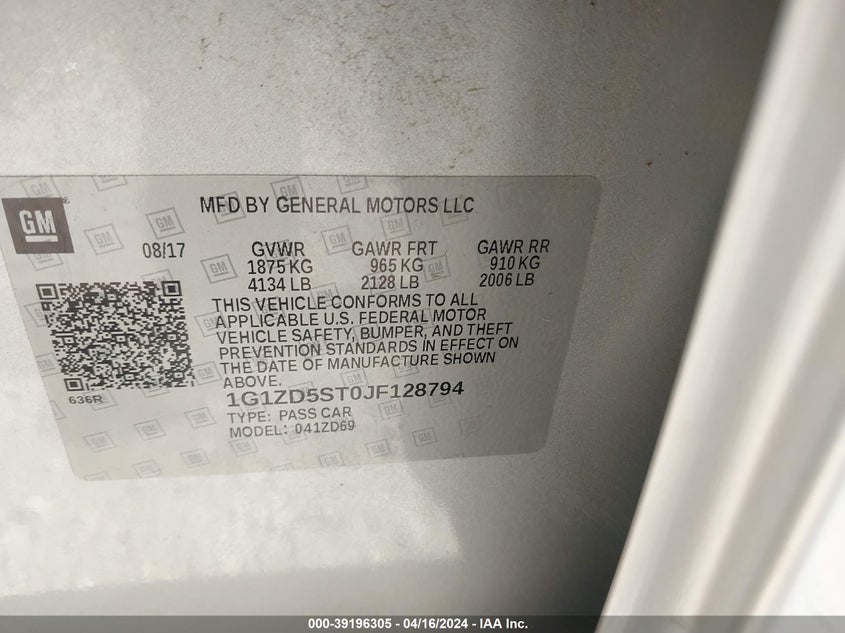 GM
MFD BY GENERAL MOTORS LLC
08/17 GVWR GAWR FRT GAWR RR
1875 KG 965 KG 910 KG
4134 LB 2128 LB 2006 LB
THIS VEHICLE CONFORMS TO ALL
APPLICABLE U.S. FEDERAL MOTOR
VEHICLE SAFETY, BUMPER, AND THEFT
PREVENTION STANDARDS IN EFFECT ON
THE DATE OF MANUFACTURE SHOWN
ABOVE.
636R
1G1ZD5ST0JF128794
TYPE: PASS CAR
MODEL: 041ZD69
000-39196305 - 04/16/2024 - IAA Inc.